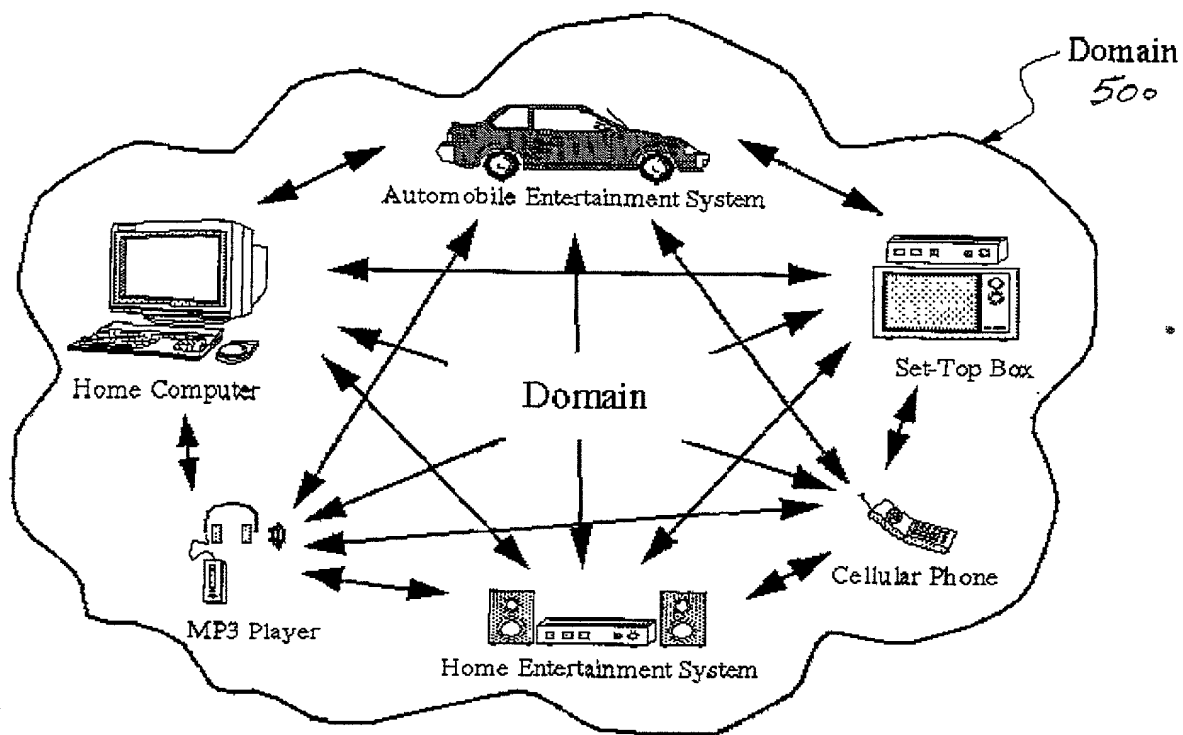 Domain
500
Automobile Entertainment System
Home Computer
Set-Top Box
Domain
MP3 Player
Cellular Phone
Home Entertainment System